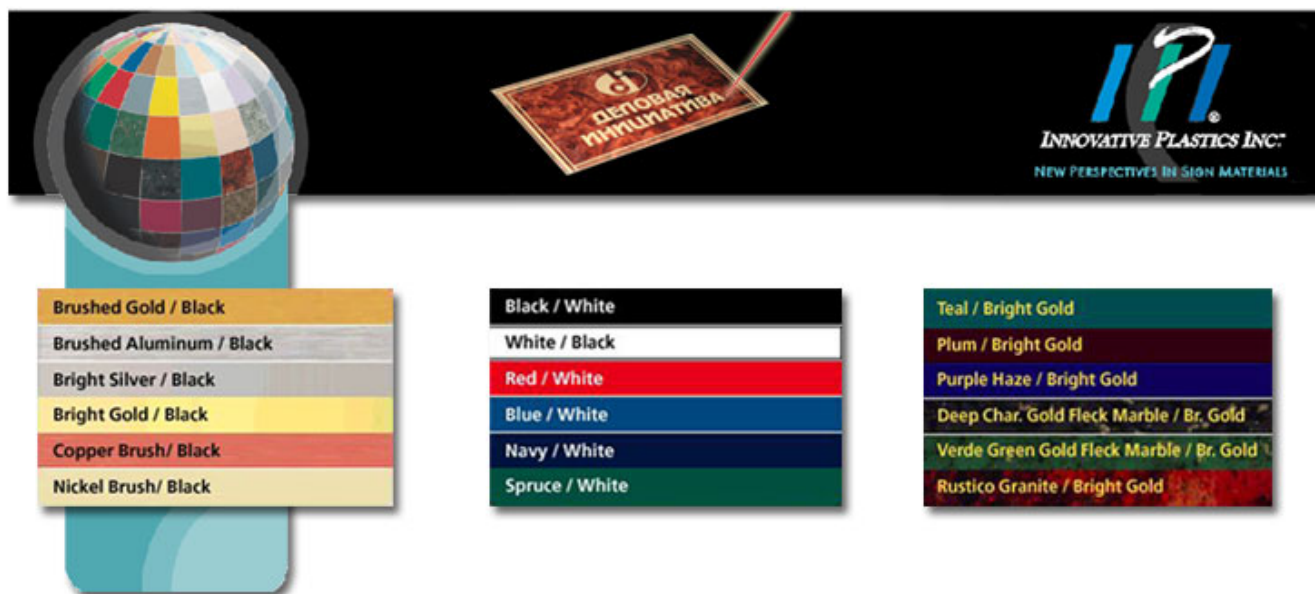 ДЕЛОВАЯ
ИНИЦИАТИВА
IPI®
INNOVATIVE PLASTICS INC.™
NEW PERSPECTIVES IN SIGN MATERIALS
Brushed Gold / Black
Brushed Aluminum / Black
Bright Silver / Black
Bright Gold / Black
Copper Brush/ Black
Nickel Brush/ Black
Black / White
White / Black
Red / White
Blue / White
Navy / White
Spruce / White
Teal / Bright Gold
Plum / Bright Gold
Purple Haze / Bright Gold
Deep Char. Gold Fleck Marble / Br. Gold
Verde Green Gold Fleck Marble / Br. Gold
Rustico Granite / Bright Gold